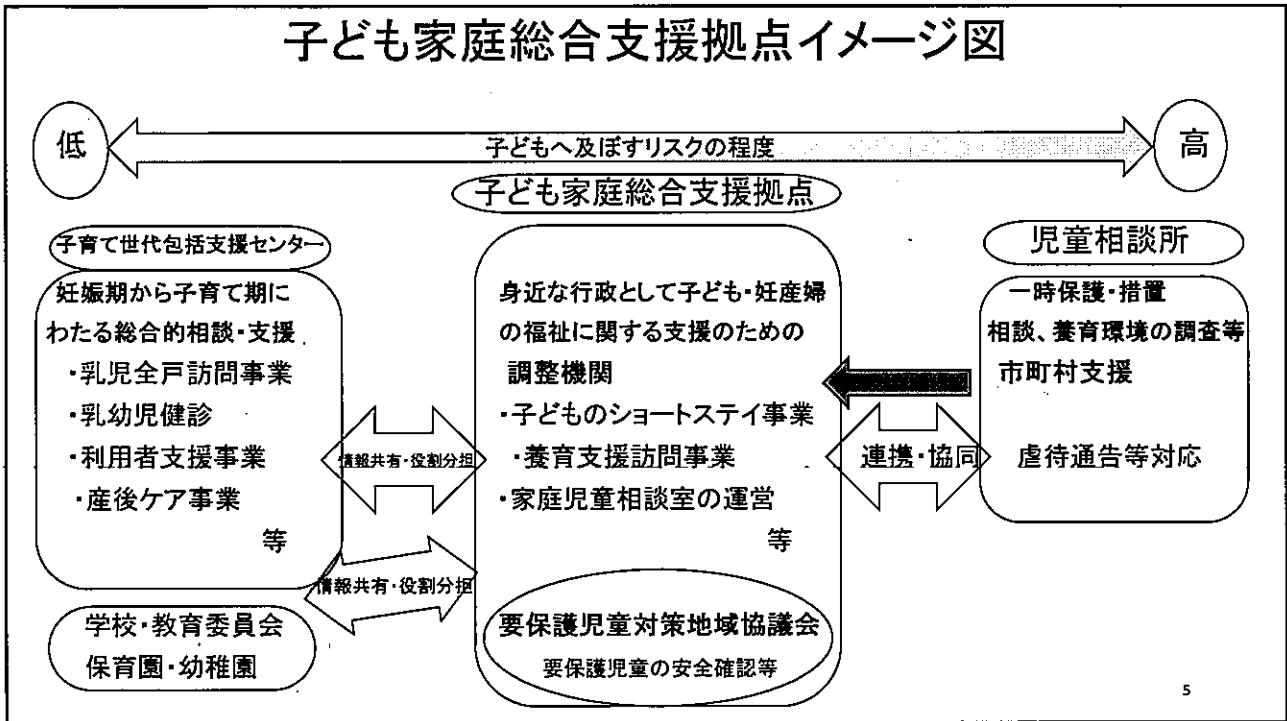 子ども家庭総合支援拠点イメージ図
低
子どもへ及ぼすリスクの程度
高
子ども家庭総合支援拠点
子育て世代包括支援センター
妊娠期から子育て期に
わたる総合的相談・支援
・乳児全戸訪問事業
・乳幼児健診
・利用者支援事業
・産後ケア事業
等
情報共有・役割分担
情報共有・役割分担
学校・教育委員会
保育園・幼稚園
身近な行政として子ども・妊産婦
の福祉に関する支援のための
調整機関
・子どものショートステイ事業
・養育支援訪問事業
・家庭児童相談室の運営
等
要保護児童対策地域協議会
要保護児童の安全確認等
連携・協同
児童相談所
一時保護・措置
相談、養育環境の調査等
市町村支援
虐待通告等対応
5